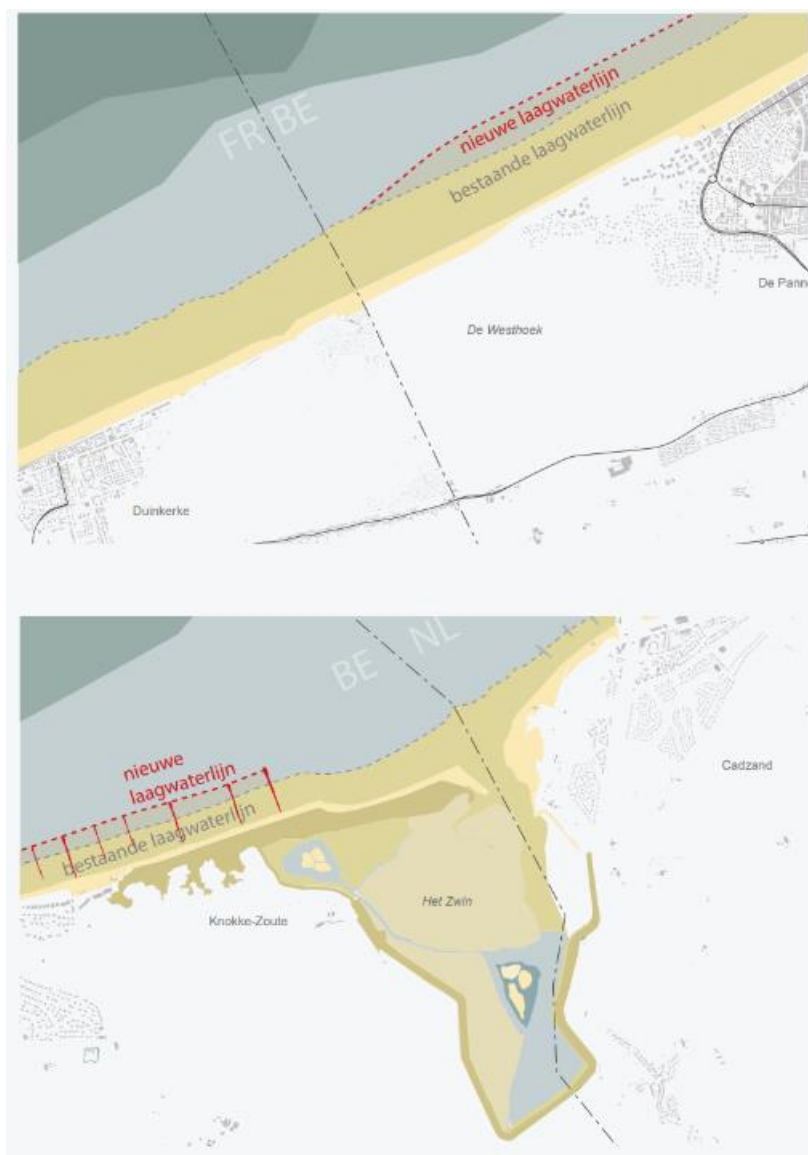 FR BE
nieuwe laagwaterlijn
bestaande laagwaterlijn
De Panne
De Westhoek
Duinkerke
BE NL
nieuwe
laagwaterlijn
bestaande laagwaterlijn
Cadzand
Het Zwin
Knokke-Zoute